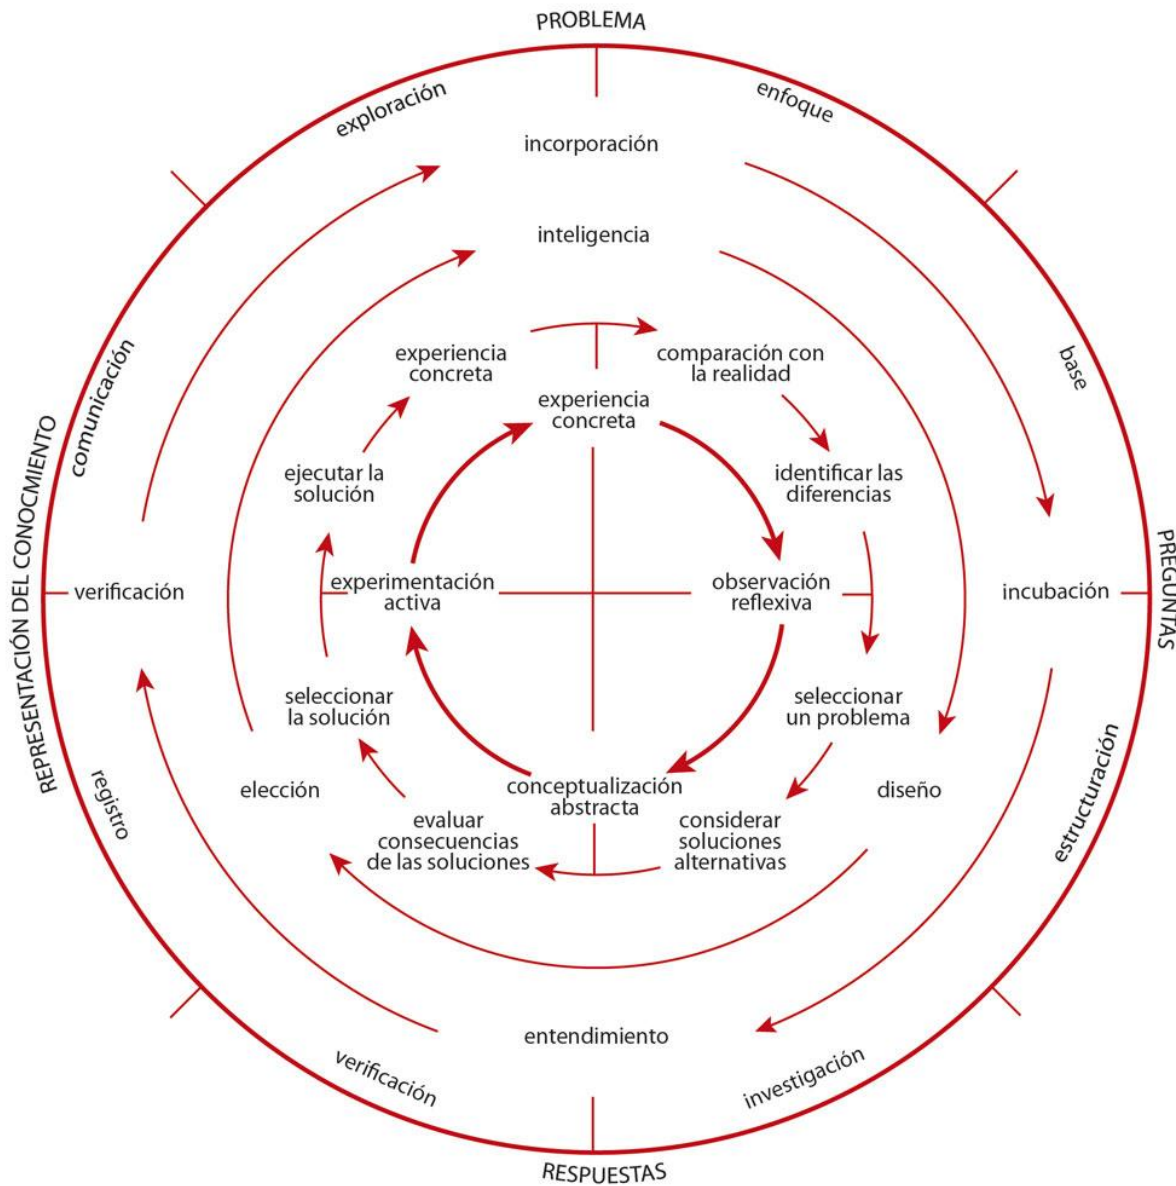 PROBLEMA
exploración
enfoque
incorporación
inteligencia
comunicación
base
experiencia
concreta
comparación con
la realidad
experiencia
concreta
ejecutar la
solución
identificar las
diferencias
REPRESENTACIÓN DEL CONOCMIENTO
verificación
experimentación
activa
observación
reflexiva
incubación
PREGUNTAS
seleccionar
la solución
seleccionar
un problema
registro
elección
conceptualización
abstracta
diseño
estructuración
evaluar
consecuencias
de las soluciones
considerar
soluciones
alternativas
entendimiento
verificación
investigación
RESPUESTAS